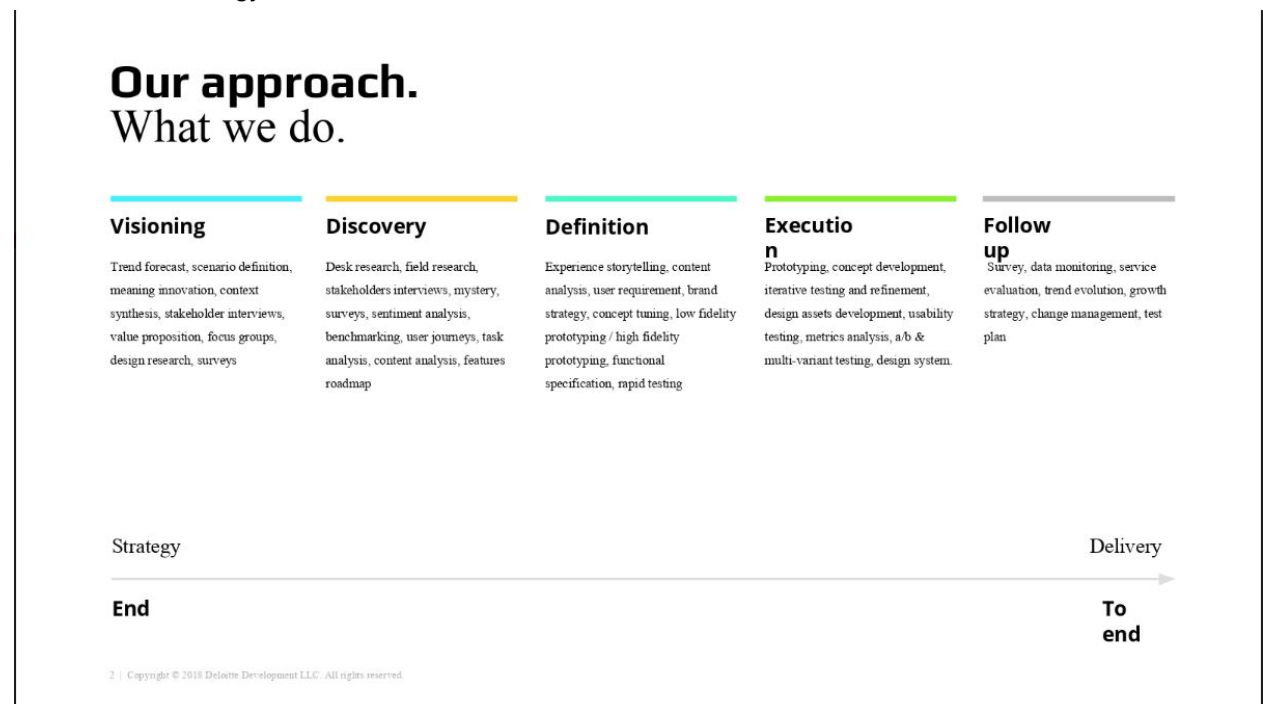 Our approach.
What we do.
Visioning
Trend forecast, scenario definition,
meaning innovation, context
synthesis, stakeholder interviews,
value proposition, focus groups,
design research, surveys
Discovery
Desk research, field research,
stakeholders interviews, mystery,
surveys, sentiment analysis,
benchmarking, user journeys, task
analysis, content analysis, features
roadmap
Definition
Experience storytelling, content
analysis, user requirement, brand
strategy, concept tuning, low fidelity
prototyping / high fidelity
prototyping, functional
specification, rapid testing
Executio
n
Prototyping, concept development,
iterative testing and refinement,
design assets development, usability
testing, metrics analysis, a/b &
multi-variant testing, design system.
Follow
up
Survey, data monitoring, service
evaluation, trend evolution, growth
strategy, change management, test
plan
Strategy
Delivery
End
To
end
2 | Copyright © 2018 Deloitte Development LLC. All rights reserved.